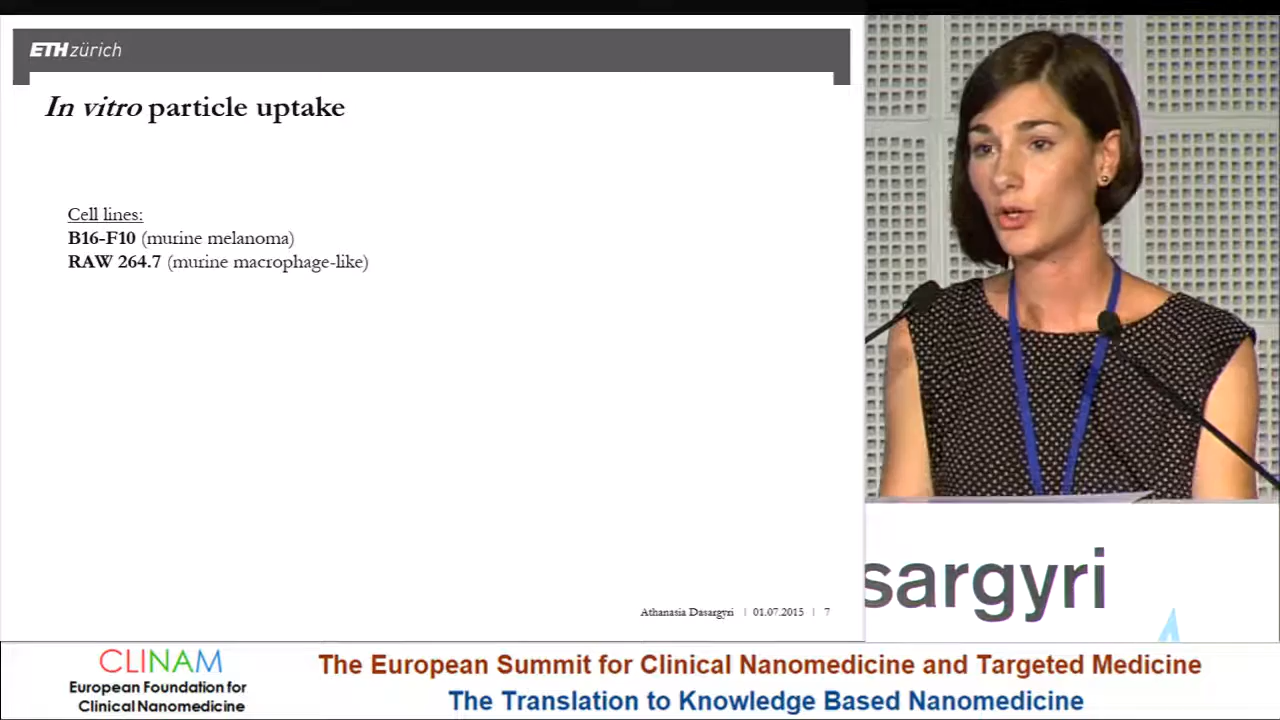 ETH zürich
In vitro particle uptake
Cell lines:
B16-F10 (murine melanoma)
RAW 264.7 (murine macrophage-like)
Athanasia Dasargyri | 01.07.2015 | 7
sargyri
CLINAM
European Foundation for
Clinical Nanomedicine
The European Summit for Clinical Nanomedicine and Targeted Medicine
The Translation to Knowledge Based Nanomedicine